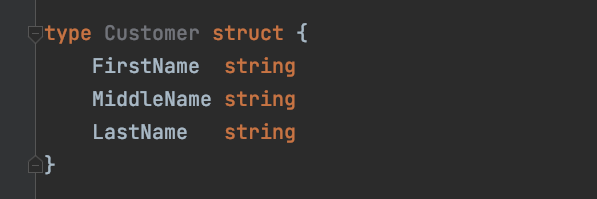 type Customer struct {
    FirstName  string
    MiddleName string
    LastName   string
}